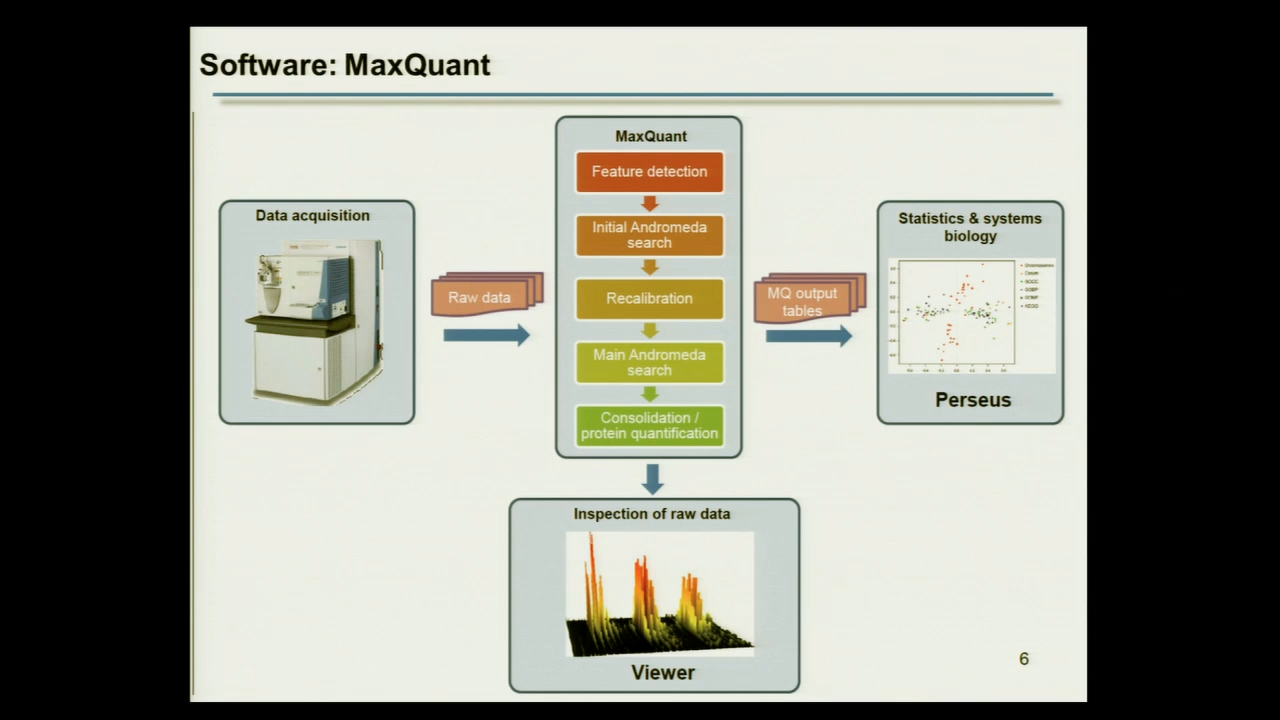 Software: MaxQuant
Data acquisition
Raw data
MaxQuant
Feature detection
Initial Andromeda
search
Recalibration
Main Andromeda
search
Consolidation /
protein quantification
MQ output
tables
Statistics & systems
biology
Perseus
Inspection of raw data
Viewer
6